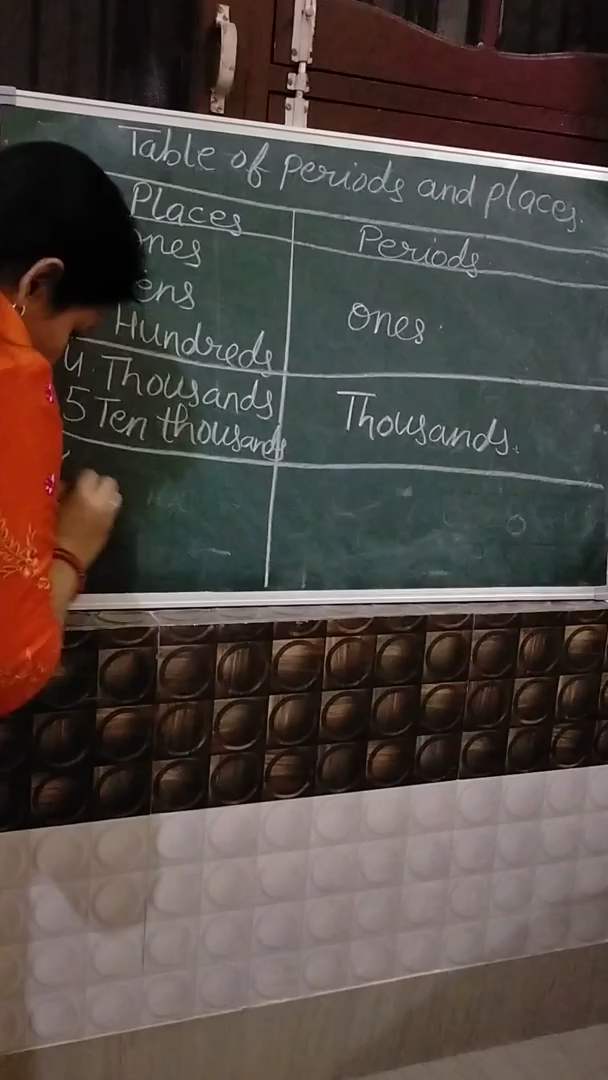 Table of periods and places.
Places Periods
ones
ens
Hundreds ones.
4. Thousands
5 Ten thousands Thousands.